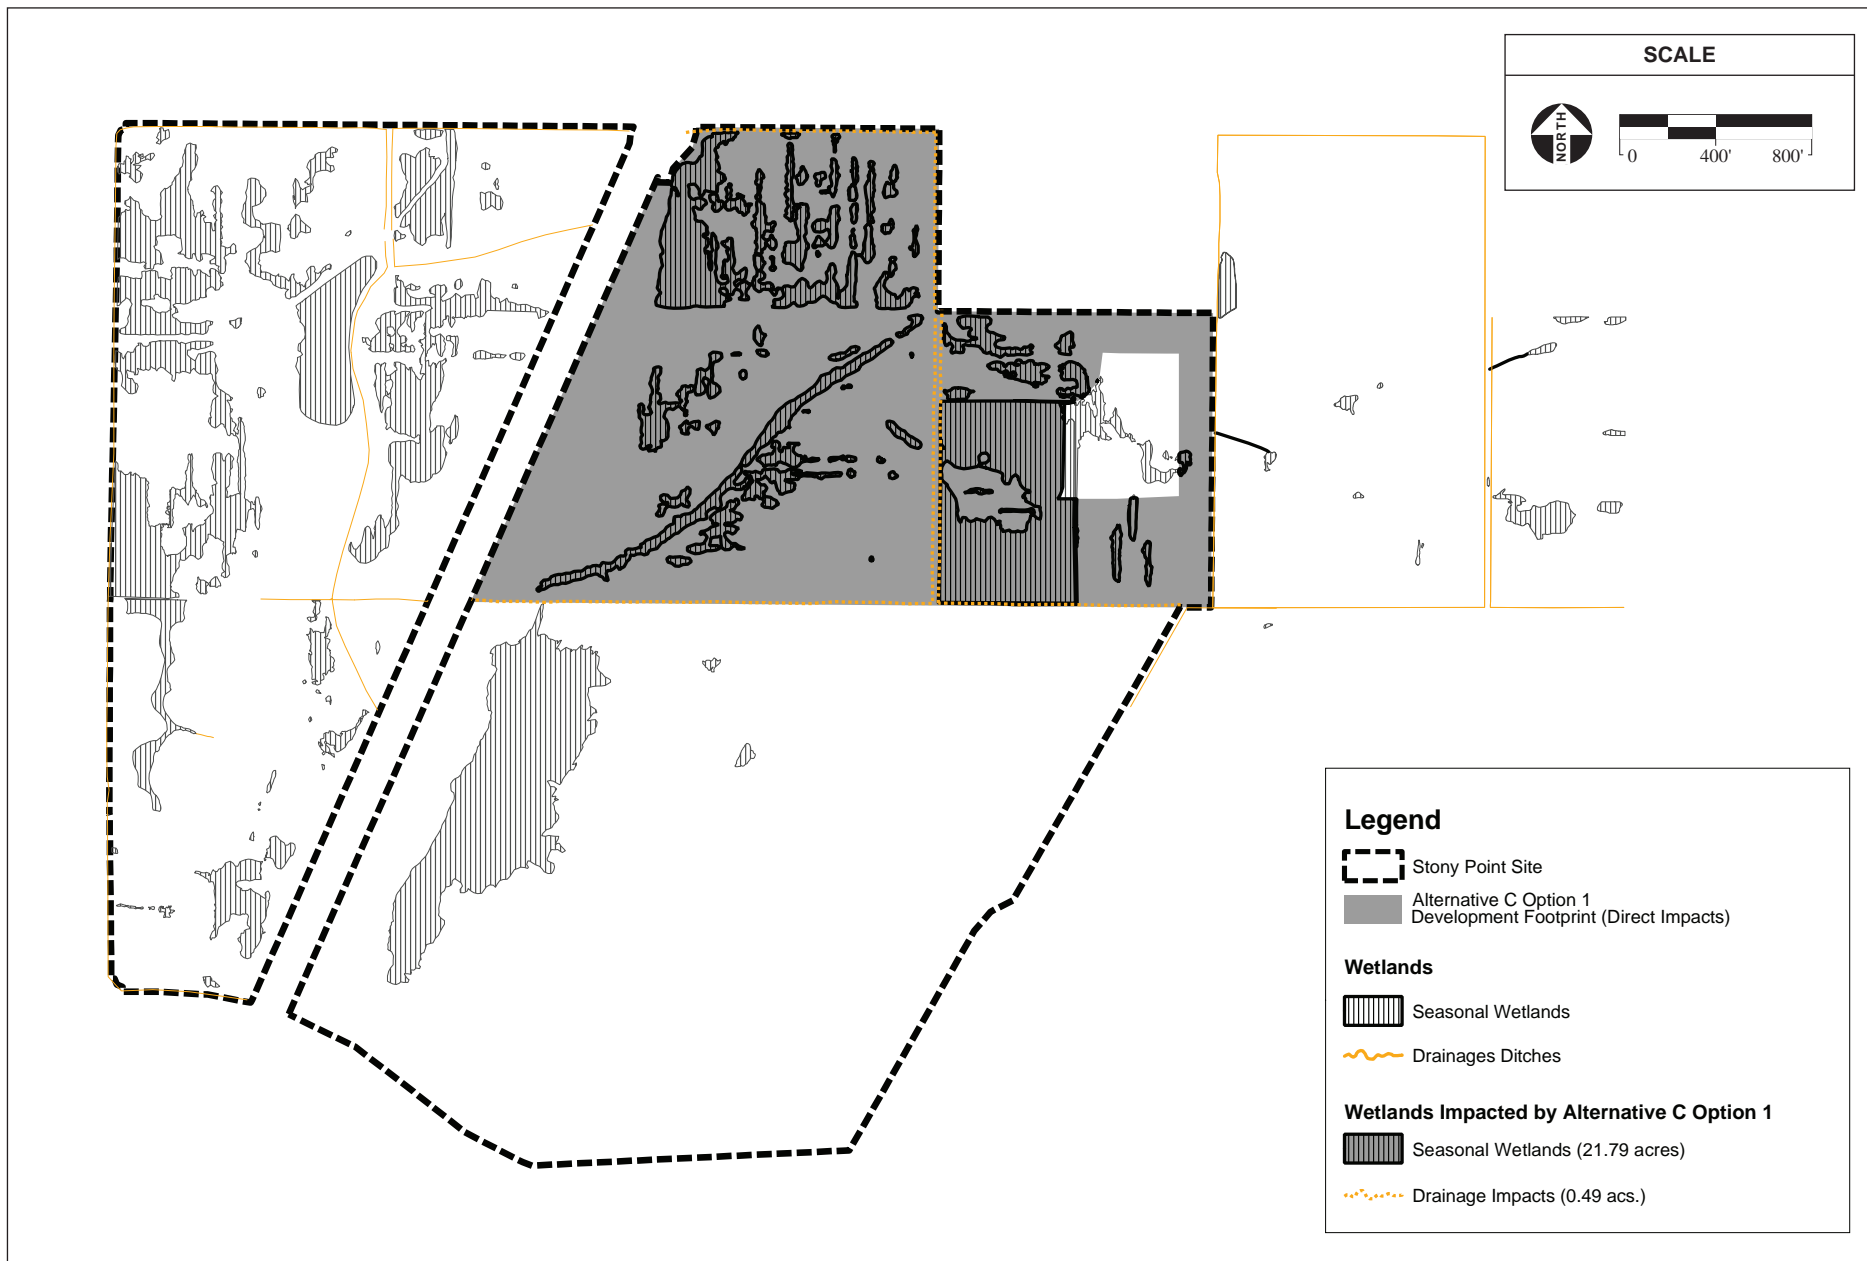 SCALE
NORTH
0 400' 800'
Legend
Stony Point Site
Alternative C Option 1
Development Footprint (Direct Impacts)
Wetlands
Seasonal Wetlands
Drainages Ditches
Wetlands Impacted by Alternative C Option 1
Seasonal Wetlands (21.79 acres)
Drainage Impacts (0.49 acs.)